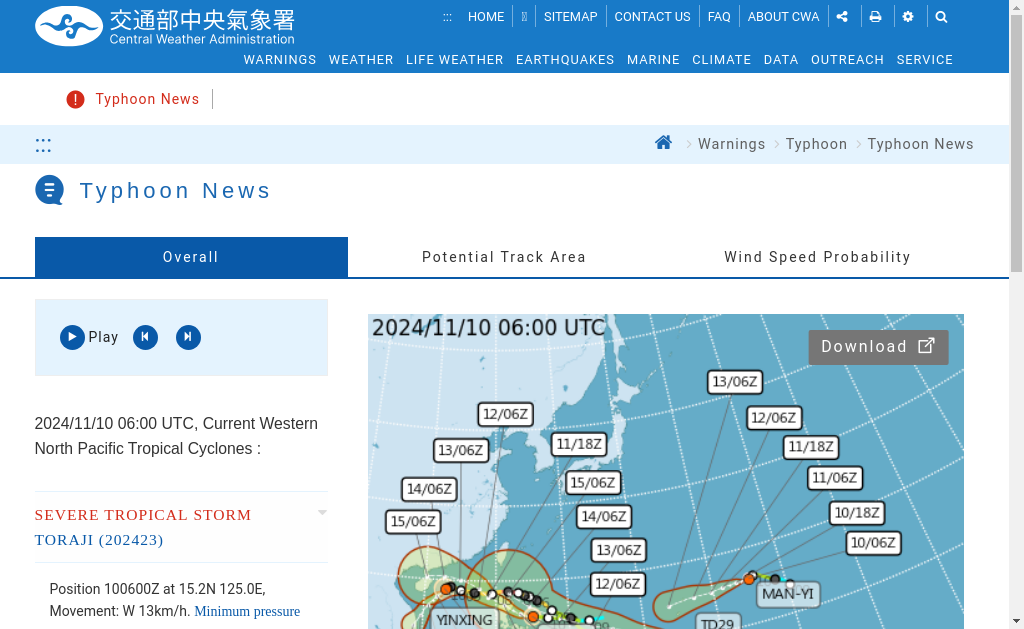 交通部中央氣象署
Central Weather Administration
::: HOME SITEMAP CONTACT US FAQ ABOUT CWA
WARNINGS WEATHER LIFE WEATHER EARTHQUAKES MARINE CLIMATE DATA OUTREACH SERVICE
Typhoon News
:::
Warnings Typhoon Typhoon News
Typhoon News
Overall
Potential Track Area
Wind Speed Probability
Play
2024/11/10 06:00 UTC, Current Western
North Pacific Tropical Cyclones :
SEVERE TROPICAL STORM
TORAJI (202423)
Position 100600Z at 15.2N 125.0E,
Movement: W 13km/h. Minimum pressure
2024/11/10 06:00 UTC
Download
13/06Z
12/06Z
12/06Z
11/18Z
11/18Z
13/06Z
11/06Z
15/06Z
14/06Z
10/18Z
14/06Z
15/06Z
10/06Z
13/06Z
12/06Z
MAN-YI
YINXING
TD29